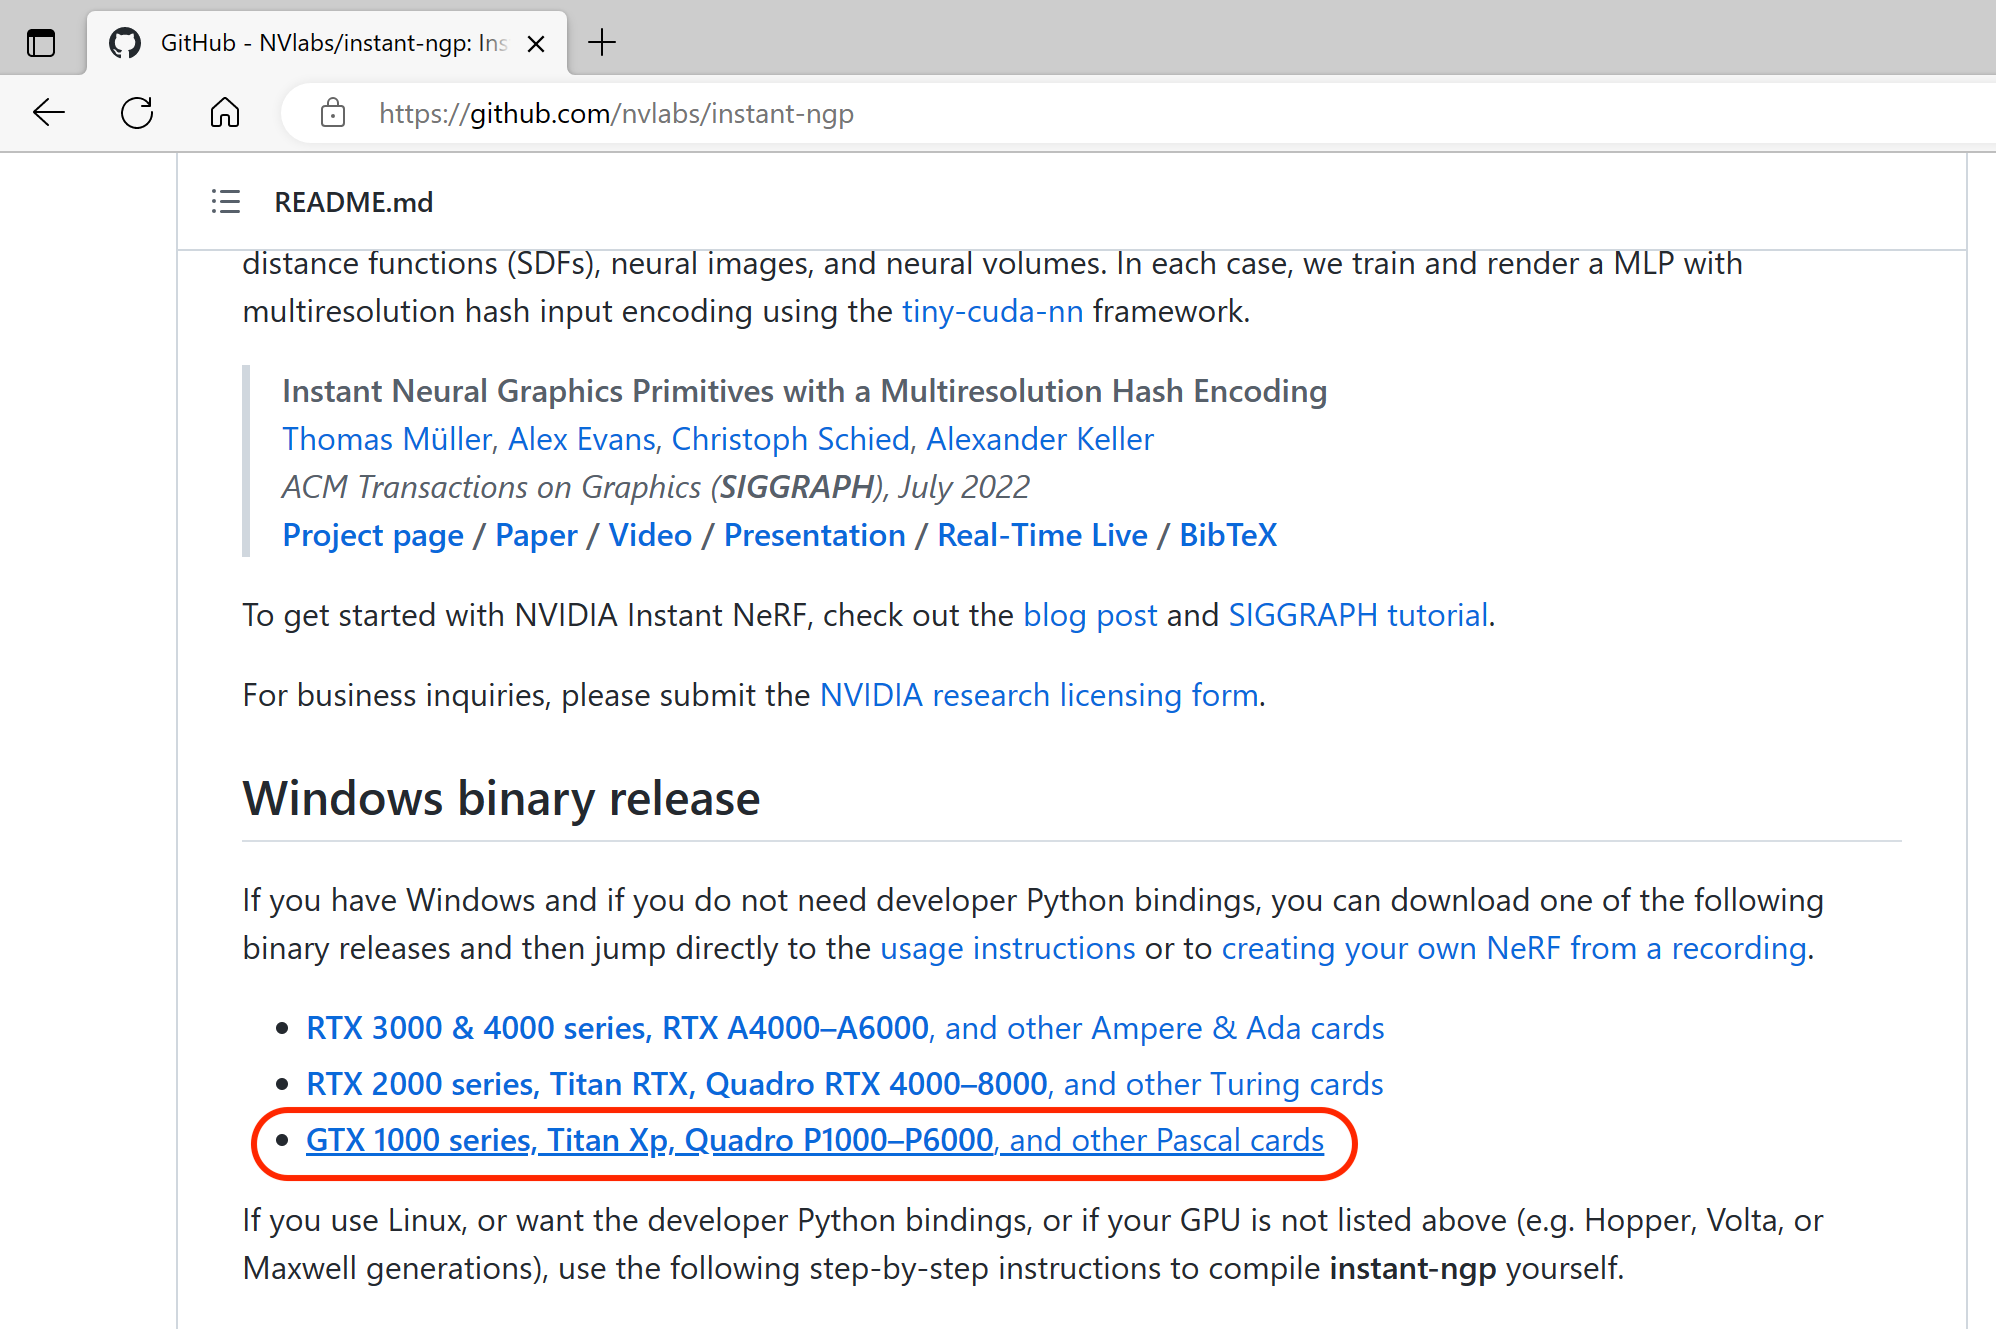 GitHub - NVlabs/instant-ngp: Ins
https://github.com/nvlabs/instant-ngp
README.md
distance functions (SDFs), neural images, and neural volumes. In each case, we train and render a MLP with
multiresolution hash input encoding using the tiny-cuda-nn framework.
Instant Neural Graphics Primitives with a Multiresolution Hash Encoding
Thomas Müller, Alex Evans, Christoph Schied, Alexander Keller
ACM Transactions on Graphics (SIGGRAPH), July 2022
Project page / Paper / Video / Presentation / Real-Time Live / BibTeX
To get started with NVIDIA Instant NeRF, check out the blog post and SIGGRAPH tutorial.
For business inquiries, please submit the NVIDIA research licensing form.
Windows binary release
If you have Windows and if you do not need developer Python bindings, you can download one of the following
binary releases and then jump directly to the usage instructions or to creating your own NeRF from a recording.
• RTX 3000 & 4000 series, RTX A4000–A6000, and other Ampere & Ada cards
• RTX 2000 series, Titan RTX, Quadro RTX 4000–8000, and other Turing cards
• GTX 1000 series, Titan Xp, Quadro P1000–P6000, and other Pascal cards
If you use Linux, or want the developer Python bindings, or if your GPU is not listed above (e.g. Hopper, Volta, or
Maxwell generations), use the following step-by-step instructions to compile instant-ngp yourself.